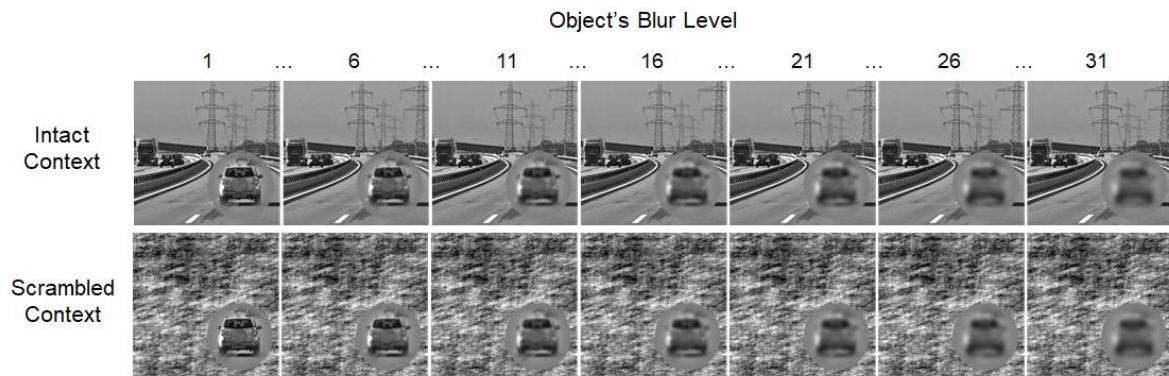 Object’s Blur Level
1 ... 6 ... 11 ... 16 ... 21 ... 26 ... 31
Intact
Context
Scrambled
Context